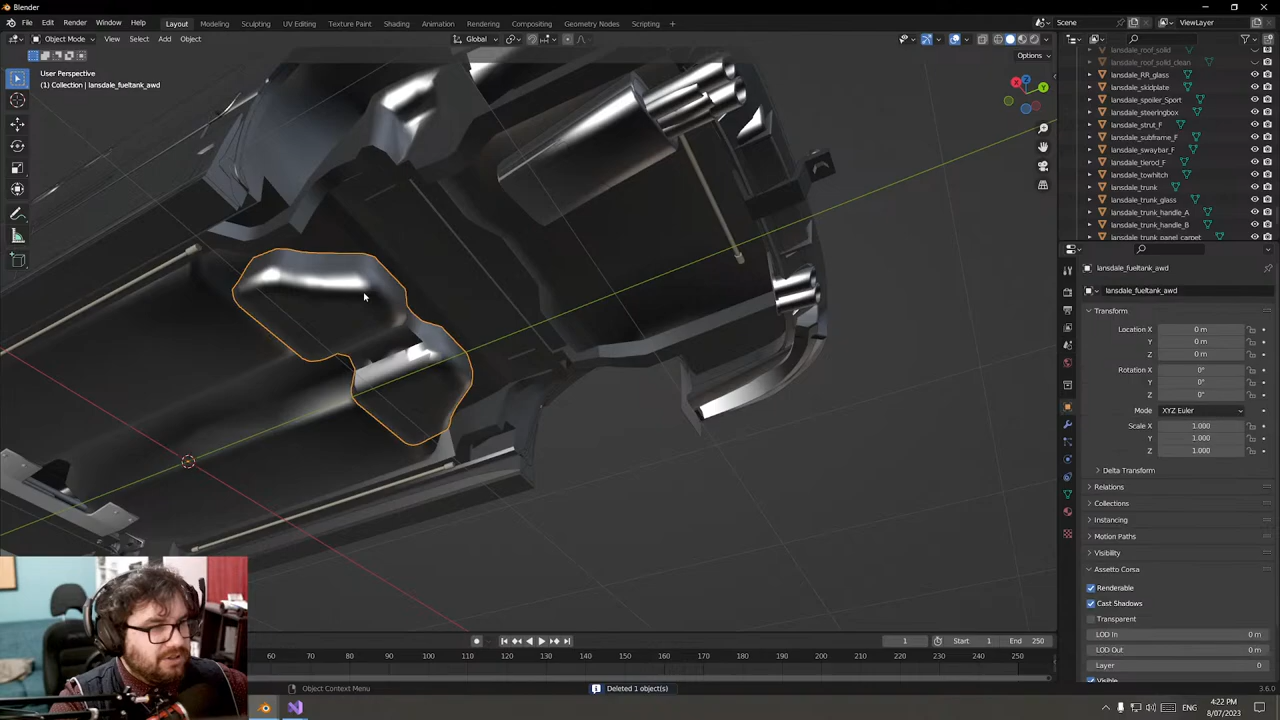 Blender
File Edit Render Window Help
Layout Modeling Sculpting UV Editing Texture Paint Shading Animation Rendering Compositing Geometry Nodes Scripting +
Scene
ViewLayer
Object Mode View Select Add Object
Global
Options
User Perspective
(1) Collection | lansdale_fueltank_awd
X
Y
Z
lansdale_roof_solid
lansdale_roof_solid_clean
lansdale_RR_glass
lansdale_skidplate
lansdale_spoiler_Sport
lansdale_steeringbox
lansdale_strut_F
lansdale_subframe_F
lansdale_swaybar_F
lansdale_tierod_F
lansdale_towhitch
lansdale_trunk
lansdale_trunk_glass
lansdale_trunk_handle_A
lansdale_trunk_handle_B
lansdale_trunk_panel_carpet
lansdale_fueltank_awd
lansdale_fueltank_awd
Transform
Location X 0 m
Y 0 m
Z 0 m
Rotation X 0°
Y 0°
Z 0°
Mode XYZ Euler
Scale X 1.000
Y 1.000
Z 1.000
Delta Transform
Relations
Collections
Instancing
Motion Paths
Visibility
Assetto Corsa
Renderable
Cast Shadows
Transparent
LOD In 0 m
LOD Out 0 m
Layer 0
Visible
1 Start 1 End 250
60 70 80 90 100 110 120 130 140 150 160 170 180 190 200 210 220 230 240 250
Object Context Menu
Deleted 1 object(s)
3.6.0
ENG
4:22 PM
8/07/2023